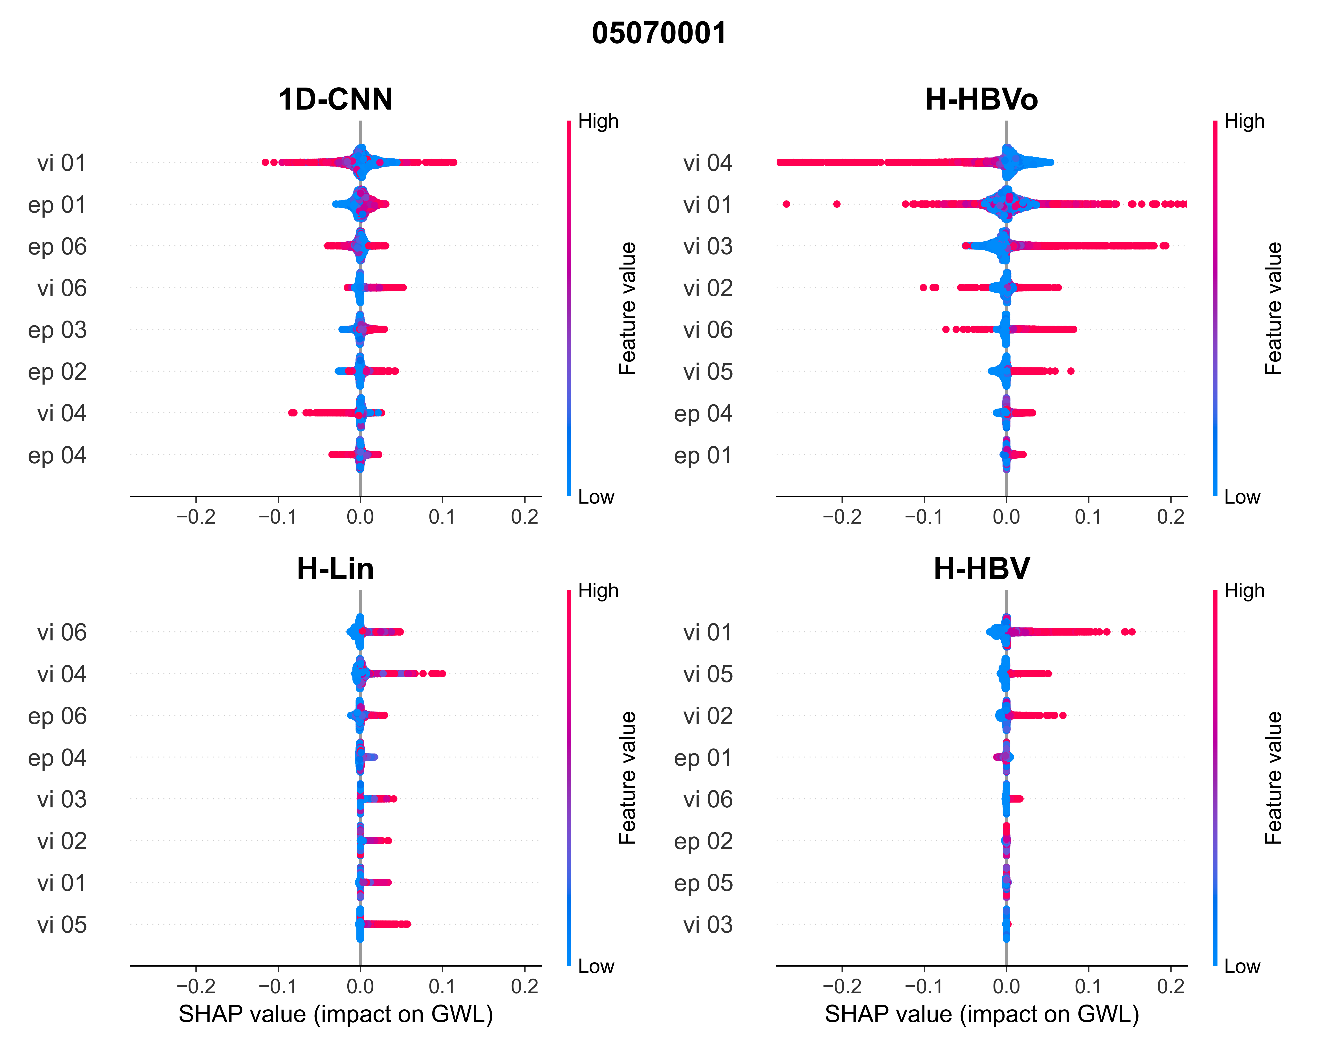 05070001
1D-CNN
High
vi 01
ep 01
ep 06
vi 06
ep 03
ep 02
vi 04
ep 04
Feature value
Low
−0.2 −0.1 0.0 0.1 0.2
H-HBVo
High
vi 04
vi 01
vi 03
vi 02
vi 06
vi 05
ep 04
ep 01
Feature value
Low
−0.2 −0.1 0.0 0.1 0.2
H-Lin
High
vi 06
vi 04
ep 06
ep 04
vi 03
vi 02
vi 01
vi 05
Feature value
Low
−0.2 −0.1 0.0 0.1 0.2
SHAP value (impact on GWL)
H-HBV
High
vi 01
vi 05
vi 02
ep 01
vi 06
ep 02
ep 05
vi 03
Feature value
Low
−0.2 −0.1 0.0 0.1 0.2
SHAP value (impact on GWL)